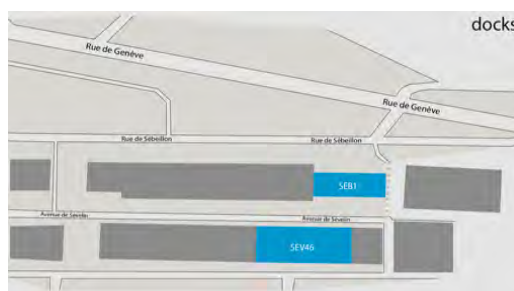 docks
Rue de Genève
Rue de Genève
Rue de Sébeillon
Rue de Sébeillon
SEB1
Avenue de Sévelin
Avenue de Sévelin
SEV46